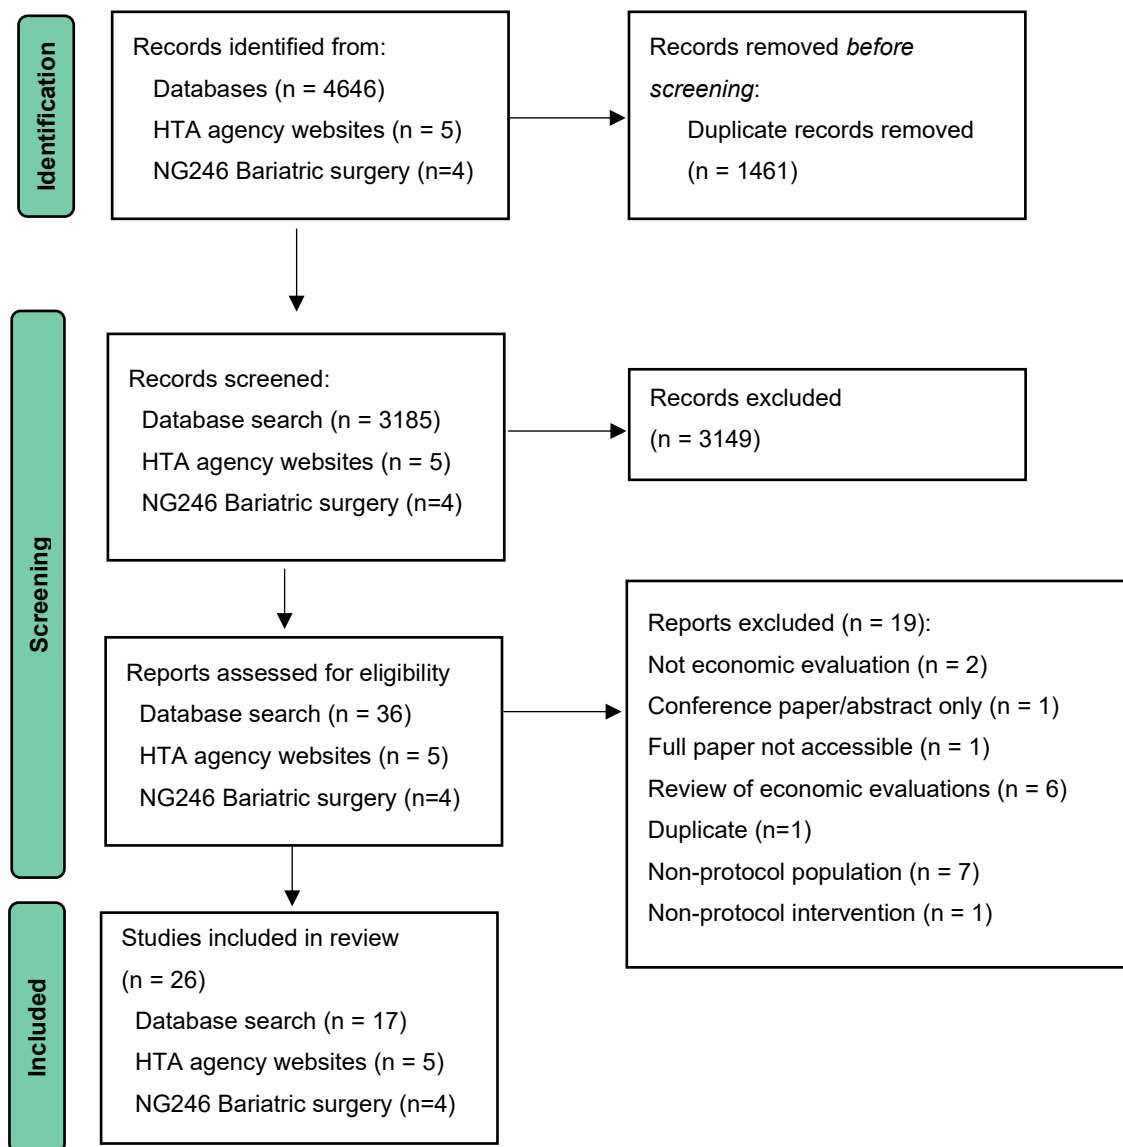 Identification
Records identified from:
Databases (n = 4646)
HTA agency websites (n = 5)
NG246 Bariatric surgery (n=4)
Records removed before
screening:
Duplicate records removed
(n = 1461)
Screening
Records screened:
Database search (n = 3185)
HTA agency websites (n = 5)
NG246 Bariatric surgery (n=4)
Records excluded
(n = 3149)
Reports assessed for eligibility
Database search (n = 36)
HTA agency websites (n = 5)
NG246 Bariatric surgery (n=4)
Reports excluded (n = 19):
Not economic evaluation (n = 2)
Conference paper/abstract only (n = 1)
Full paper not accessible (n = 1)
Review of economic evaluations (n = 6)
Duplicate (n=1)
Non-protocol population (n = 7)
Non-protocol intervention (n = 1)
Included
Studies included in review
(n = 26)
Database search (n = 17)
HTA agency websites (n = 5)
NG246 Bariatric surgery (n=4)